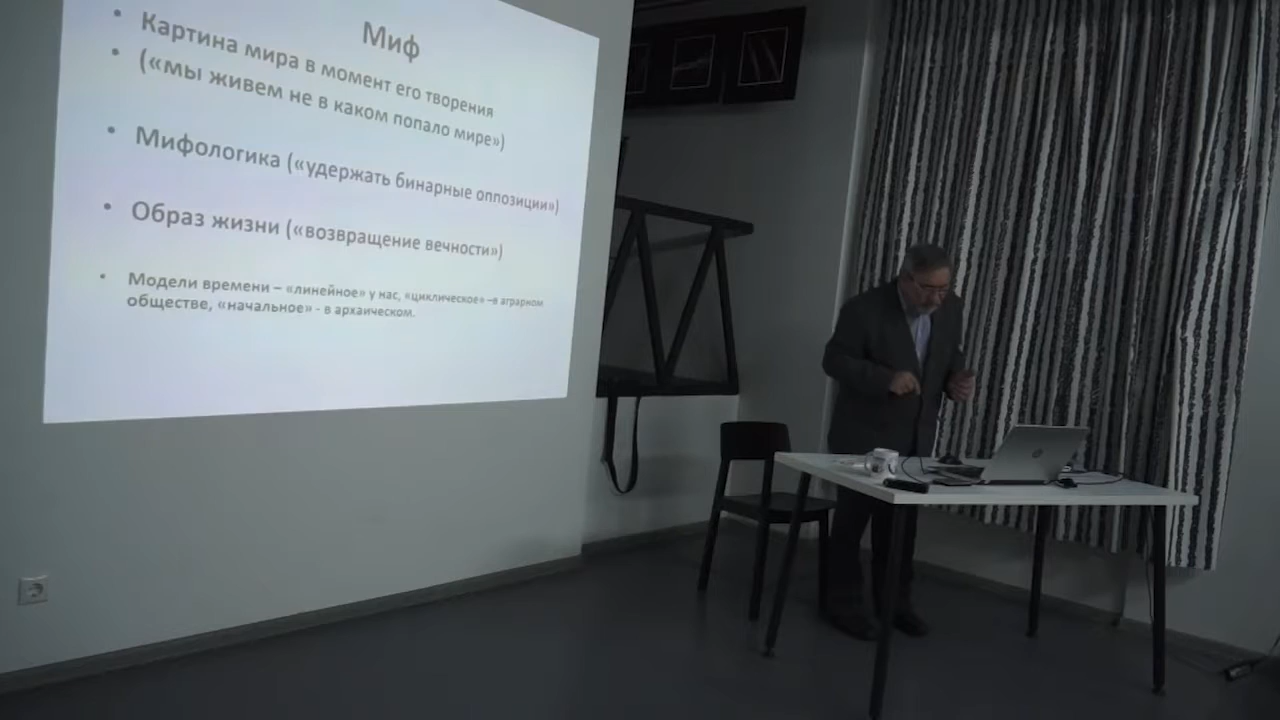 Миф
• Картина мира в момент его творения
• («мы живем не в каком попало мире»)
• Мифологика («удержать бинарные оппозиции»)
• Образ жизни («возвращение вечности»)
• Модели времени – «линейное» у нас, «циклическое» –в аграрном
обществе, «начальное» - в архаическом.